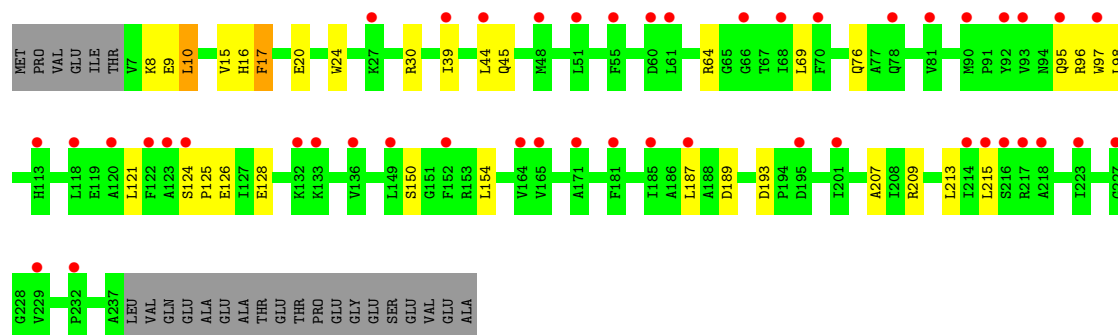 MET PRO VAL GLU ILE THR V7 K8 E9 L10 V15 H16 F17 E20 W24 K27 R30 I39 L44 Q45 M48 L51 F55 D60 L61 R64 G65 G66 T67 I68 L69 F70 Q76 A77 Q78 V81 M90 P91 Y92 V93 N94 Q95 R96 W97 L98
H113 L118 E119 A120 L121 F122 A123 S124 P125 E126 I127 E128 K132 K133 V136 L149 S150 G151 F152 R153 L154 V164 V165 A171 F181 I185 A186 L187 A188 D189 D193 P194 D195 I201 A207 I208 R209 L213 I214 L215 S216 R217 A218 I223 G227
G228 V229 P232 A237 LEU VAL GLN GLU ALA GLU ALA THR GLU THR PRO GLU GLY GLU SER GLU VAL GLU ALA